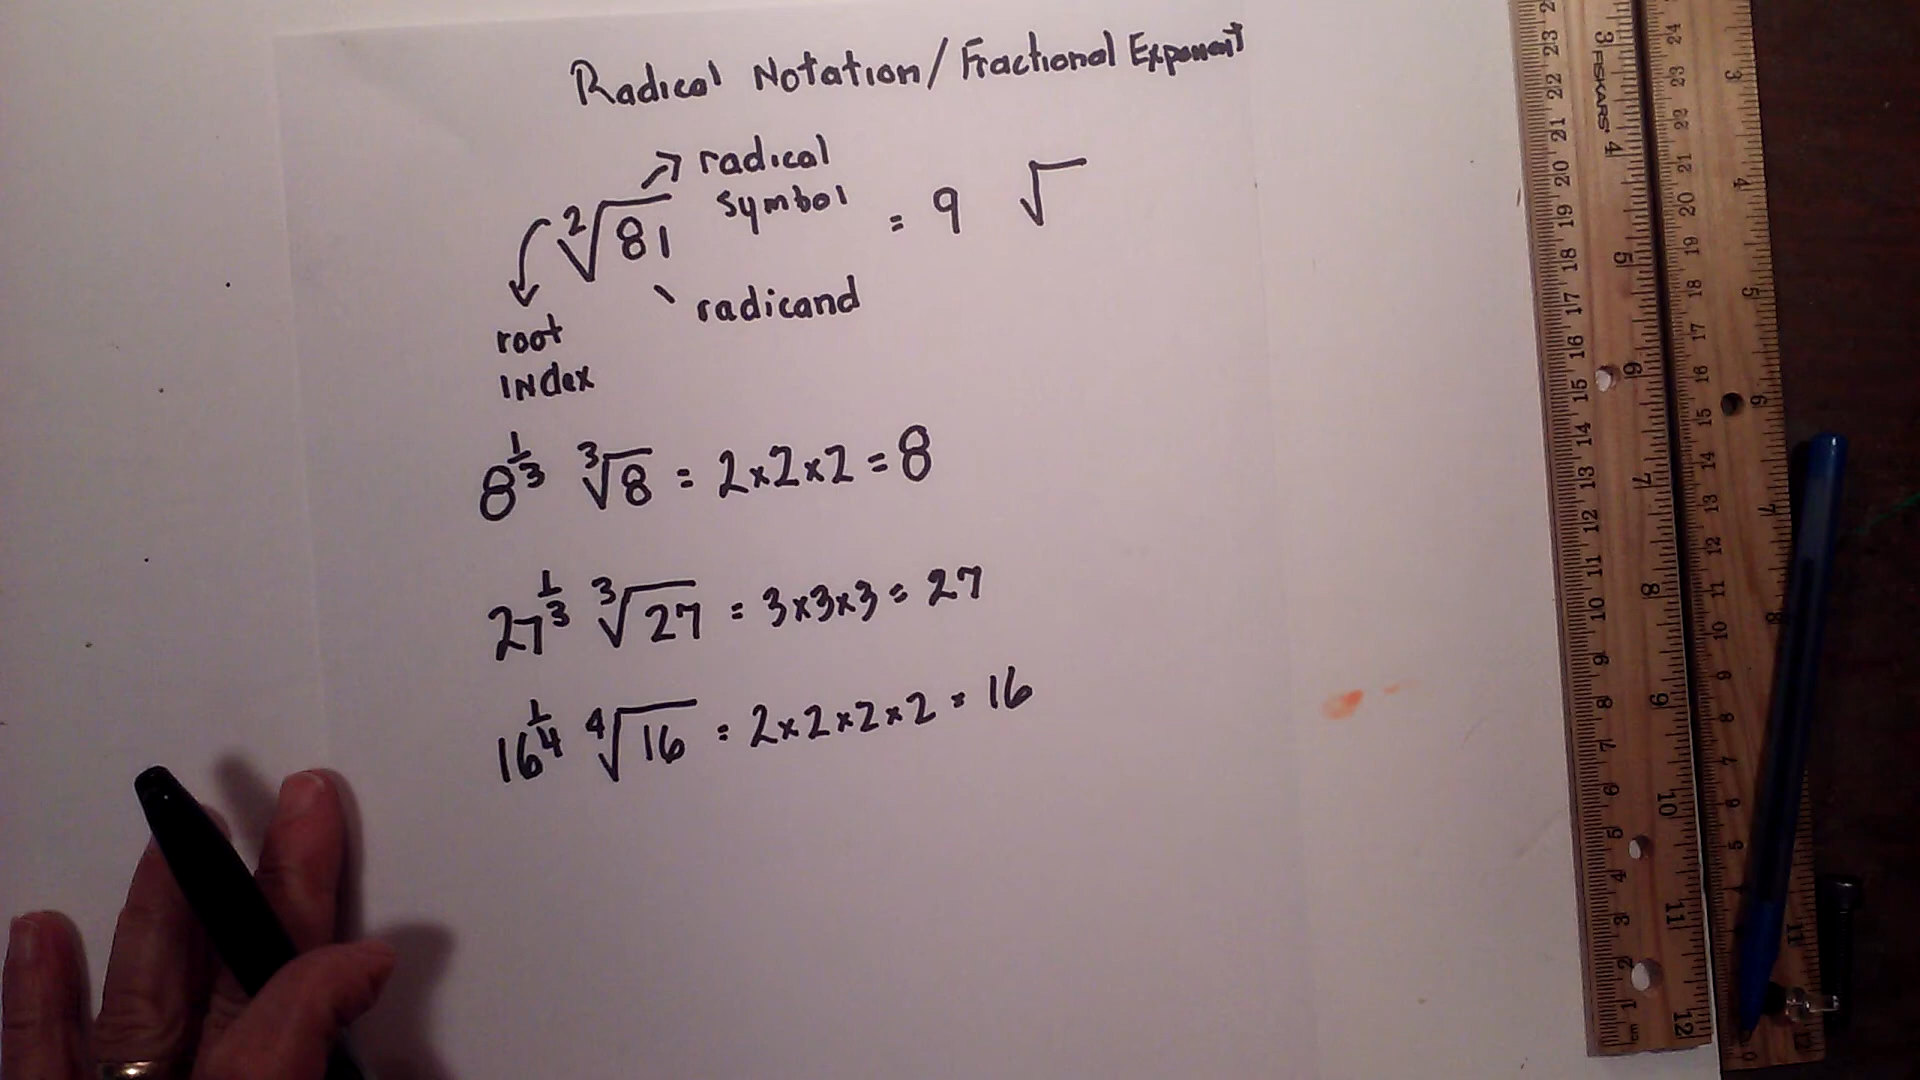 Radical Notation/Fractional Exponent
radical
symbol
²√81 = 9 √
radicand
root
index
8^1/3 ³√8 = 2×2×2=8
27^1/3 ³√27 = 3×3×3=27
16^1/4 ⁴√16 = 2×2×2×2=16
FISKARS